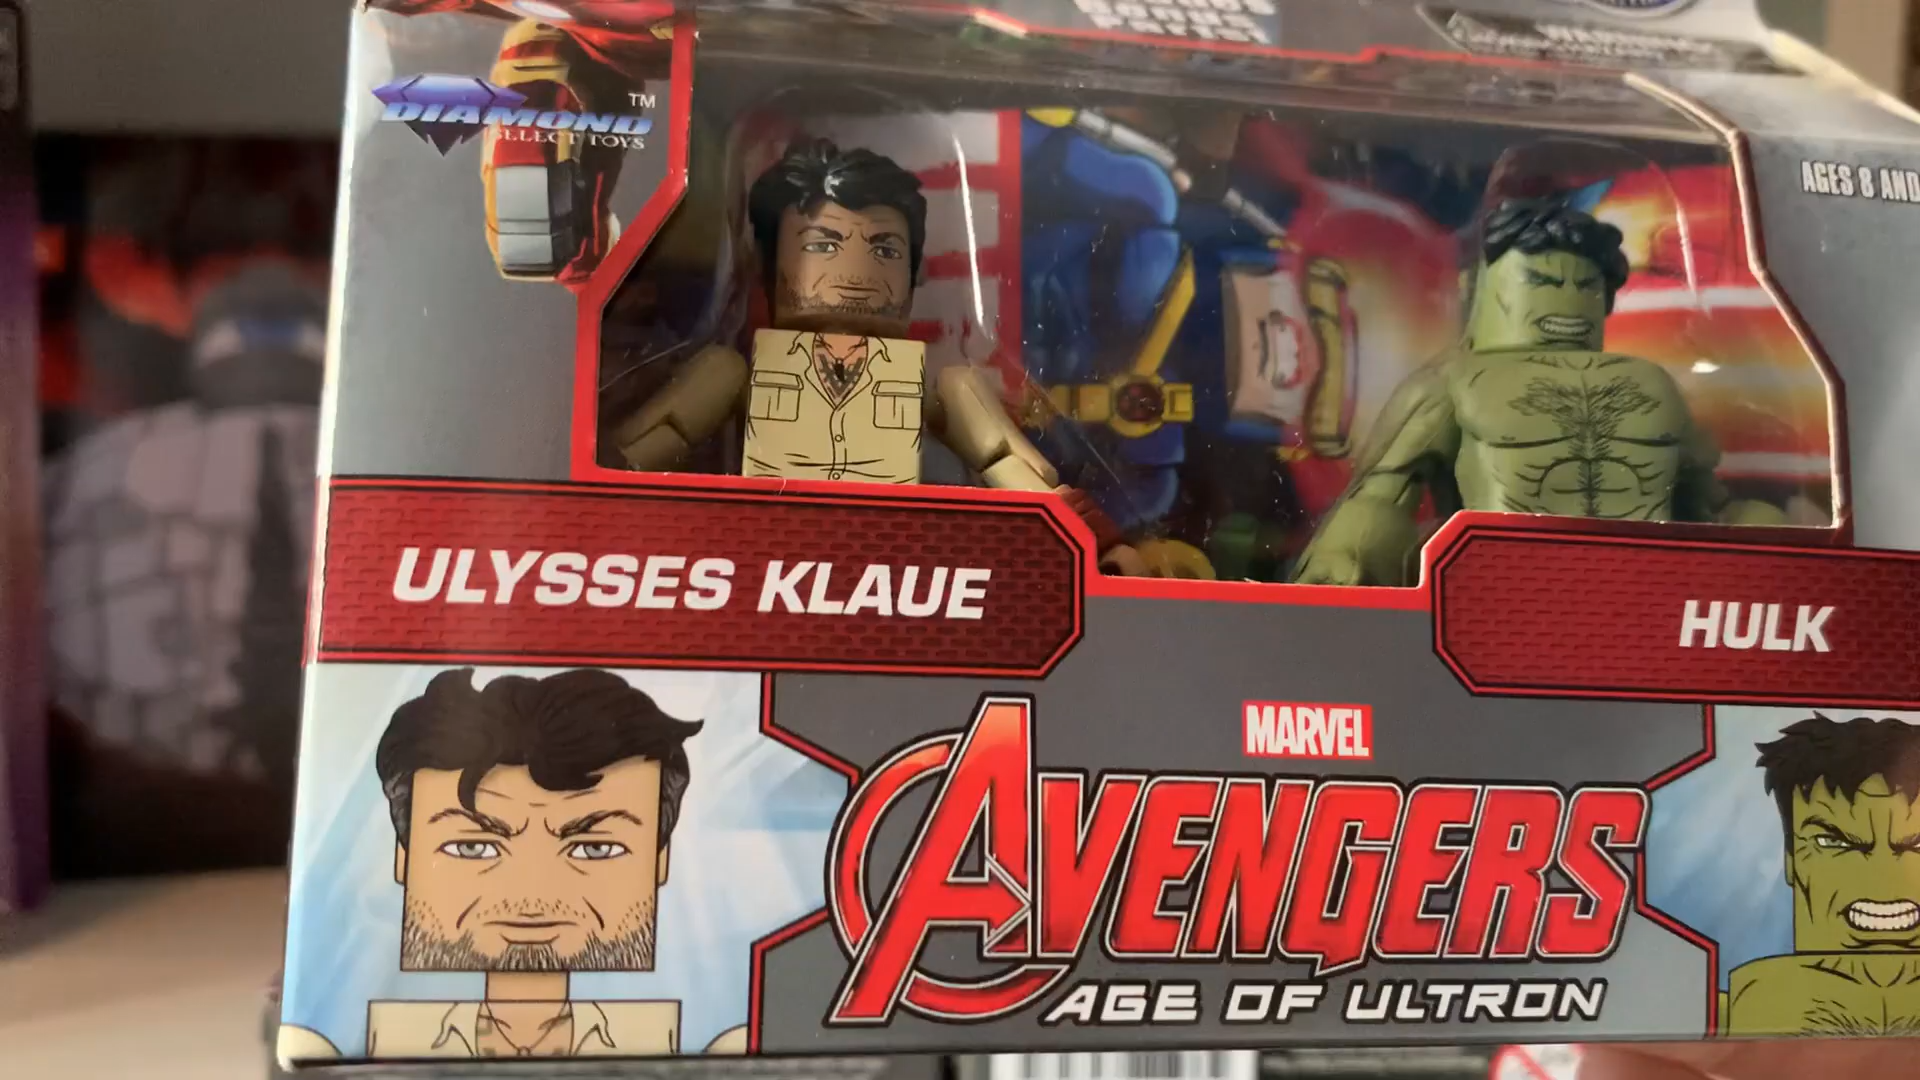 DIAMOND TM
SELECT TOYS
AGES 8 AND
ULYSSES KLAUE
HULK
MARVEL
AVENGERS
AGE OF ULTRON